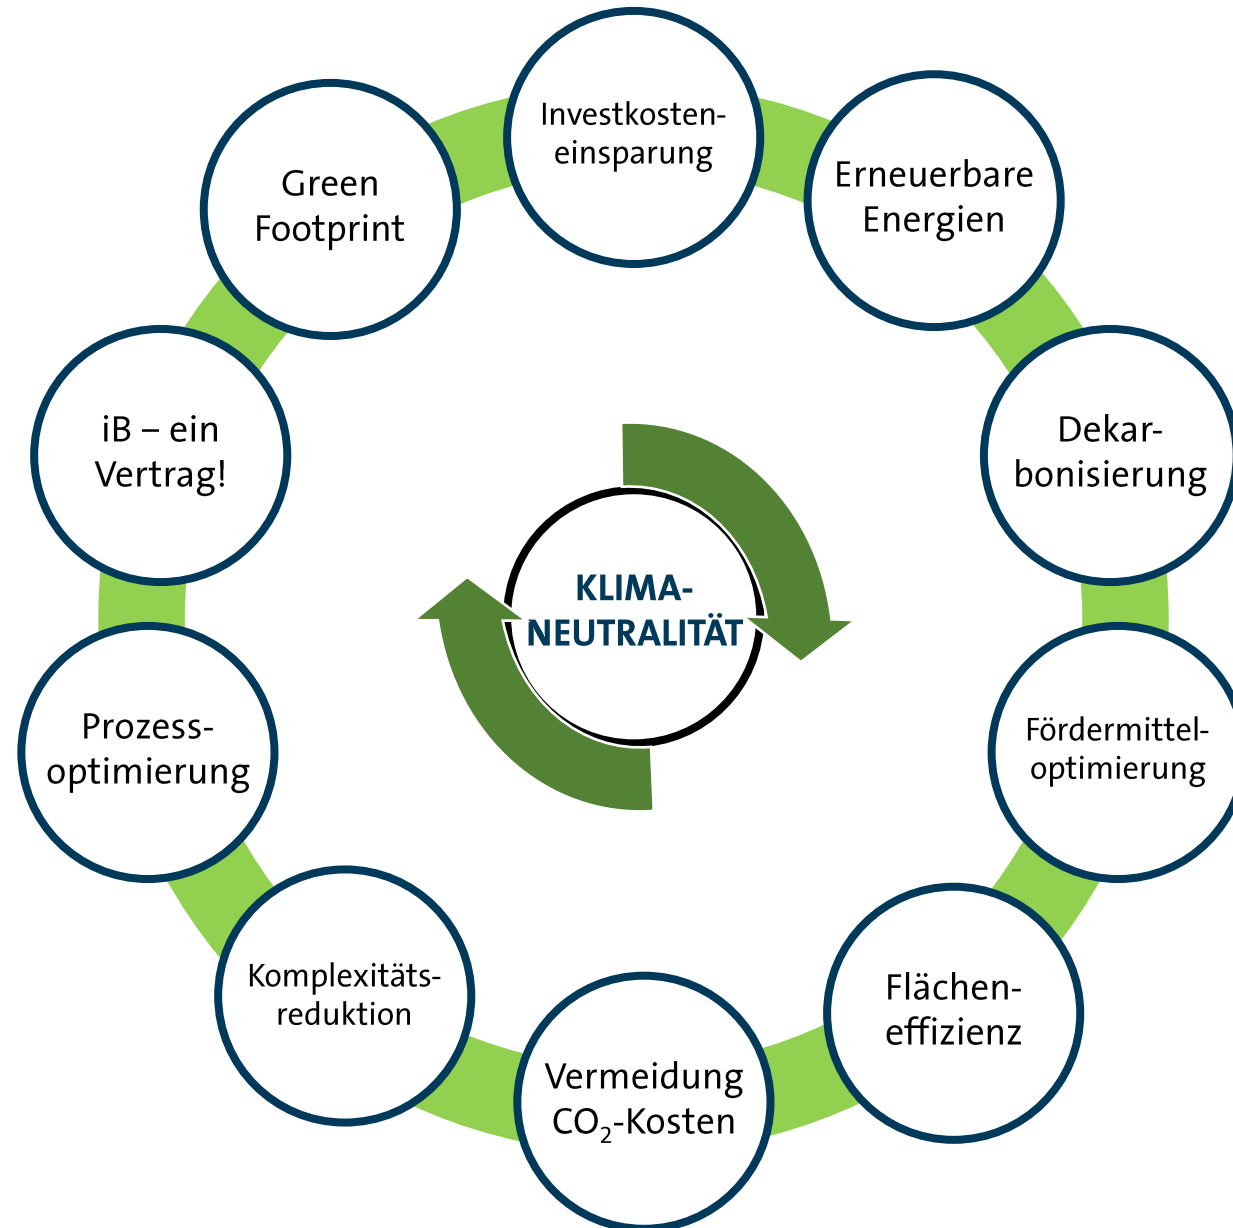 Investkosten-
einsparung
Erneuerbare
Energien
Dekar-
bonisierung
Fördermittel-
optimierung
Flächen-
effizienz
Vermeidung
CO₂-Kosten
Komplexitäts-
reduktion
Prozess-
optimierung
iB – ein
Vertrag!
Green
Footprint
KLIMA-
NEUTRALITÄT